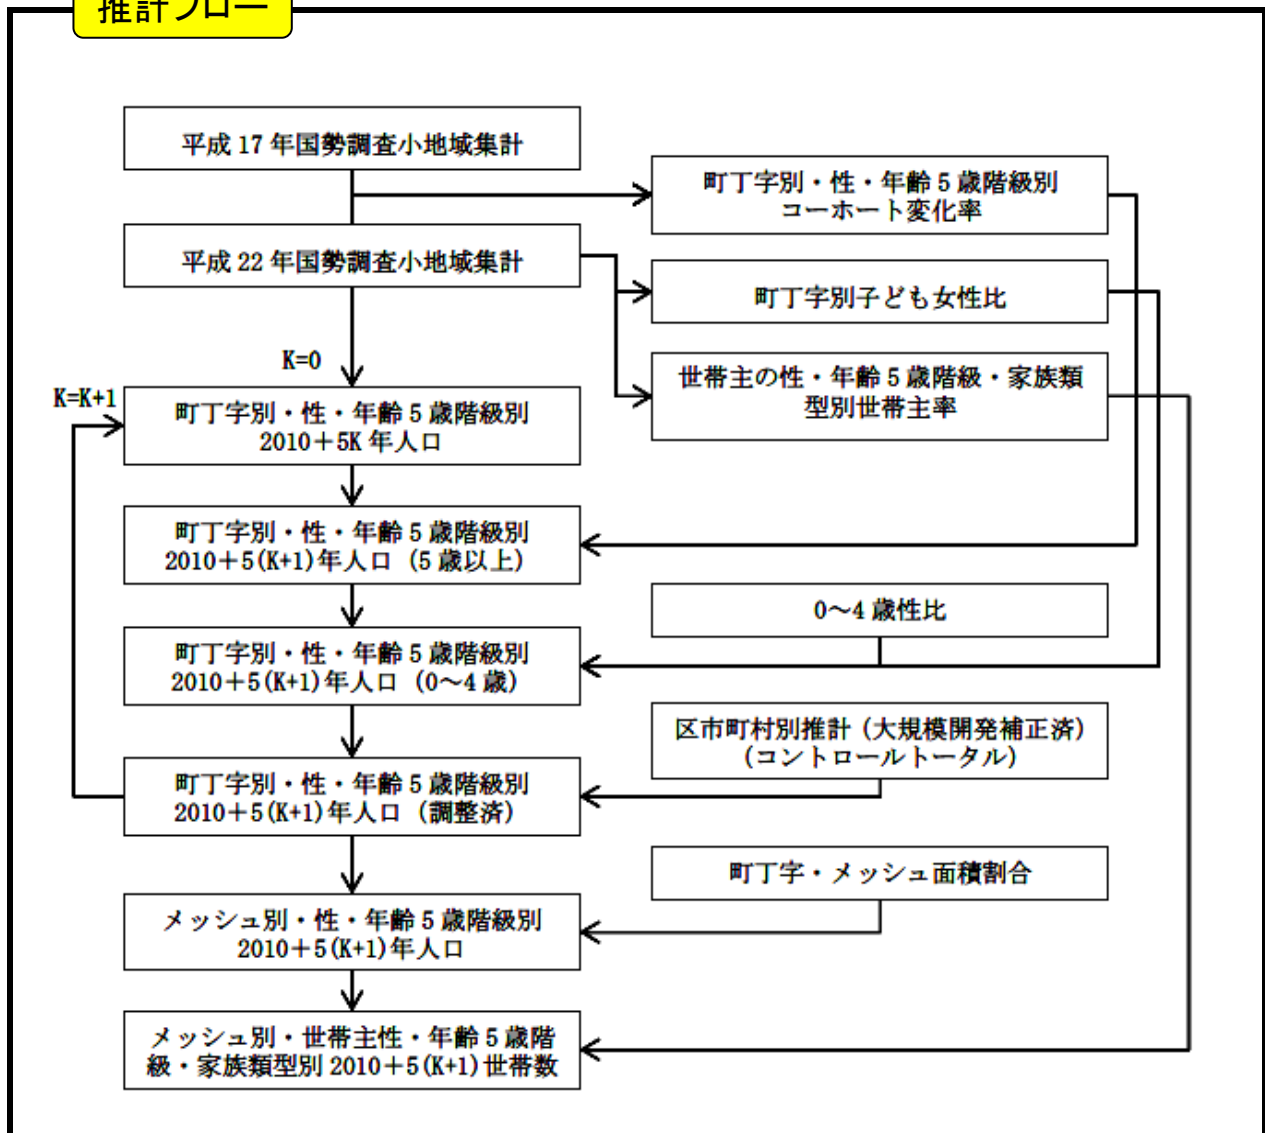 推計フロー
平成 17 年国勢調査小地域集計
町丁字別・性・年齢 5 歳階級別
コーホート変化率
平成 22 年国勢調査小地域集計
町丁字別子ども女性比
K=0
世帯主の性・年齢 5 歳階級・家族類
型別世帯主率
K=K+1
町丁字別・性・年齢 5 歳階級別
2010＋5K 年人口
町丁字別・性・年齢 5 歳階級別
2010＋5(K+1)年人口（5 歳以上）
0～4 歳性比
町丁字別・性・年齢 5 歳階級別
2010＋5(K+1)年人口（0～4 歳）
区市町村別推計（大規模開発補正済）
（コントロールトータル）
町丁字別・性・年齢 5 歳階級別
2010＋5(K+1)年人口（調整済）
町丁字・メッシュ面積割合
メッシュ別・性・年齢 5 歳階級別
2010＋5(K+1)年人口
メッシュ別・世帯主性・年齢 5 歳階
級・家族類型別 2010＋5(K+1)世帯数